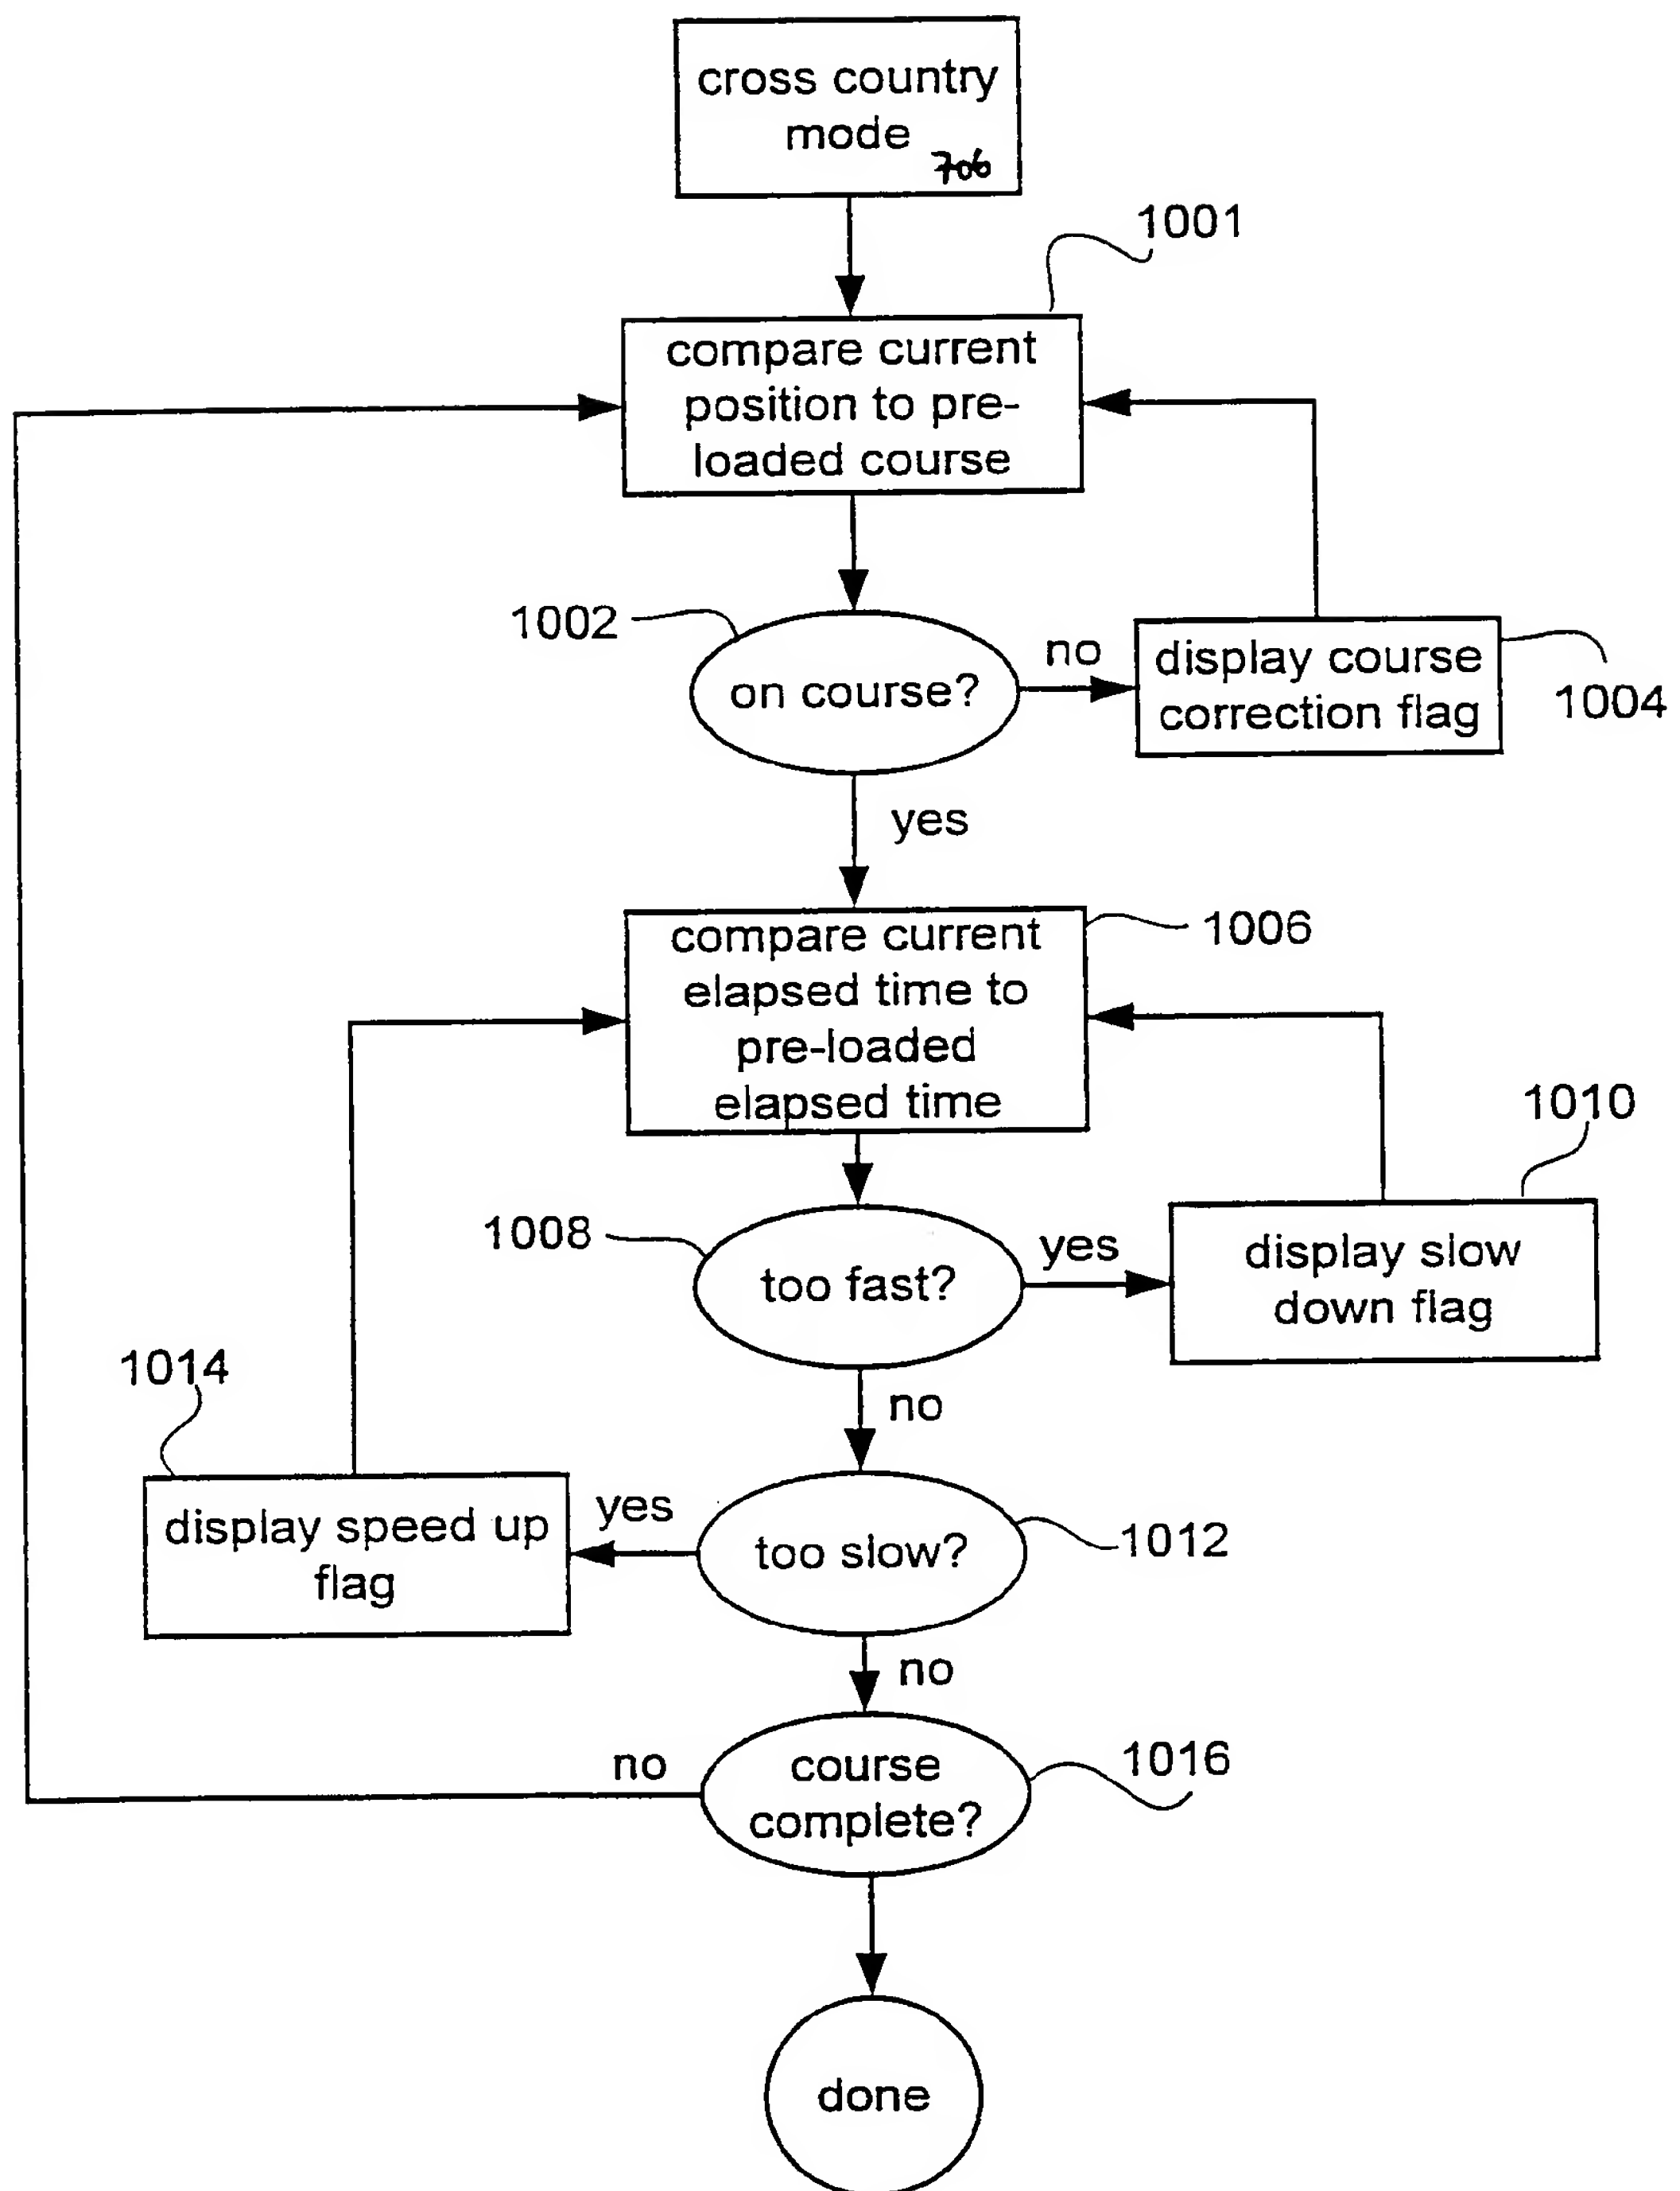 cross country
mode
706
1001
compare current
position to pre-
loaded course
1002
on course?
no
display course
correction flag
1004
yes
compare current
elapsed time to
pre-loaded
elapsed time
1006
1008
too fast?
yes
display slow
down flag
1010
no
1014
display speed up
flag
yes
too slow?
1012
no
no
course
complete?
1016
done